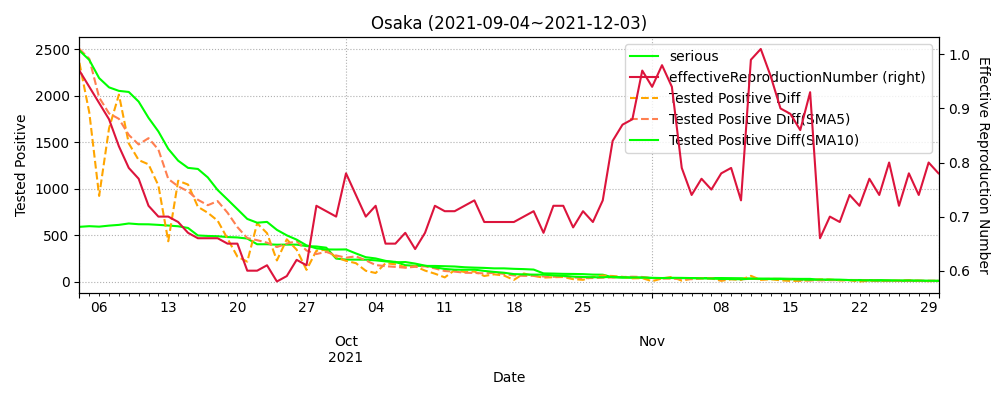 Osaka (2021-09-04~2021-12-03)
serious
effectiveReproductionNumber (right)
Tested Positive Diff
Tested Positive Diff(SMA5)
Tested Positive Diff(SMA10)
Tested Positive
2500
2000
1500
1000
500
0
1.0
0.9
0.8
0.7
0.6
Effective Reproduction Number
06 13 20 27 04 11 18 25 08 15 22 29
Oct Nov
2021
Date